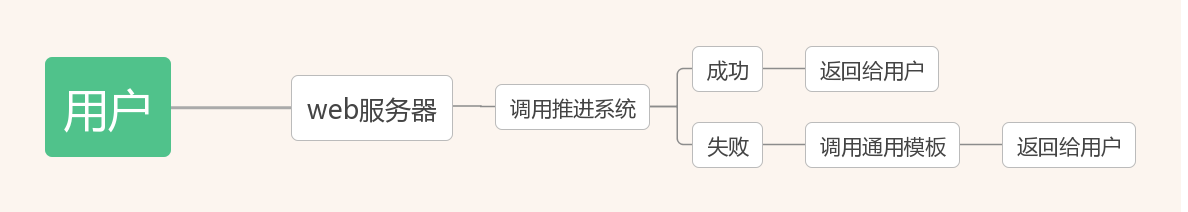 用户
web服务器
调用推进系统
成功
返回给用户
失败
调用通用模板
返回给用户